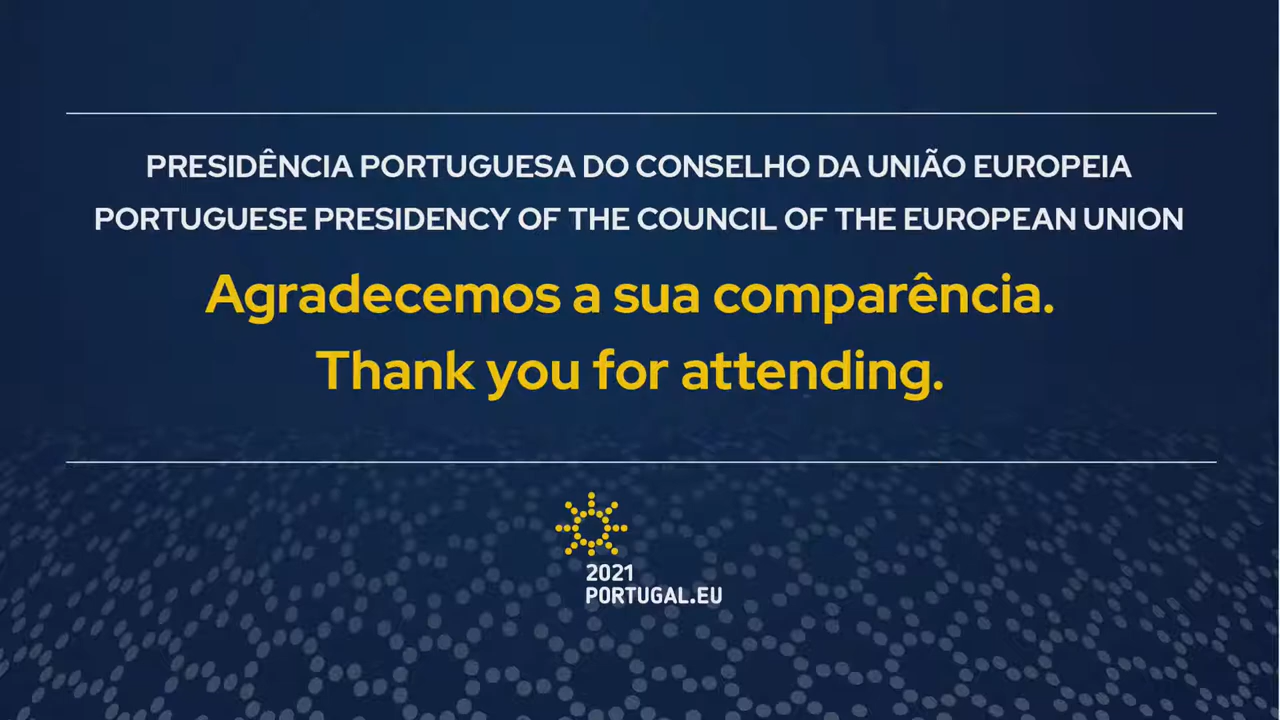 PRESIDÊNCIA PORTUGUESA DO CONSELHO DA UNIÃO EUROPEIA
PORTUGUESE PRESIDENCY OF THE COUNCIL OF THE EUROPEAN UNION
Agradecemos a sua comparência.
Thank you for attending.
2021
PORTUGAL.EU